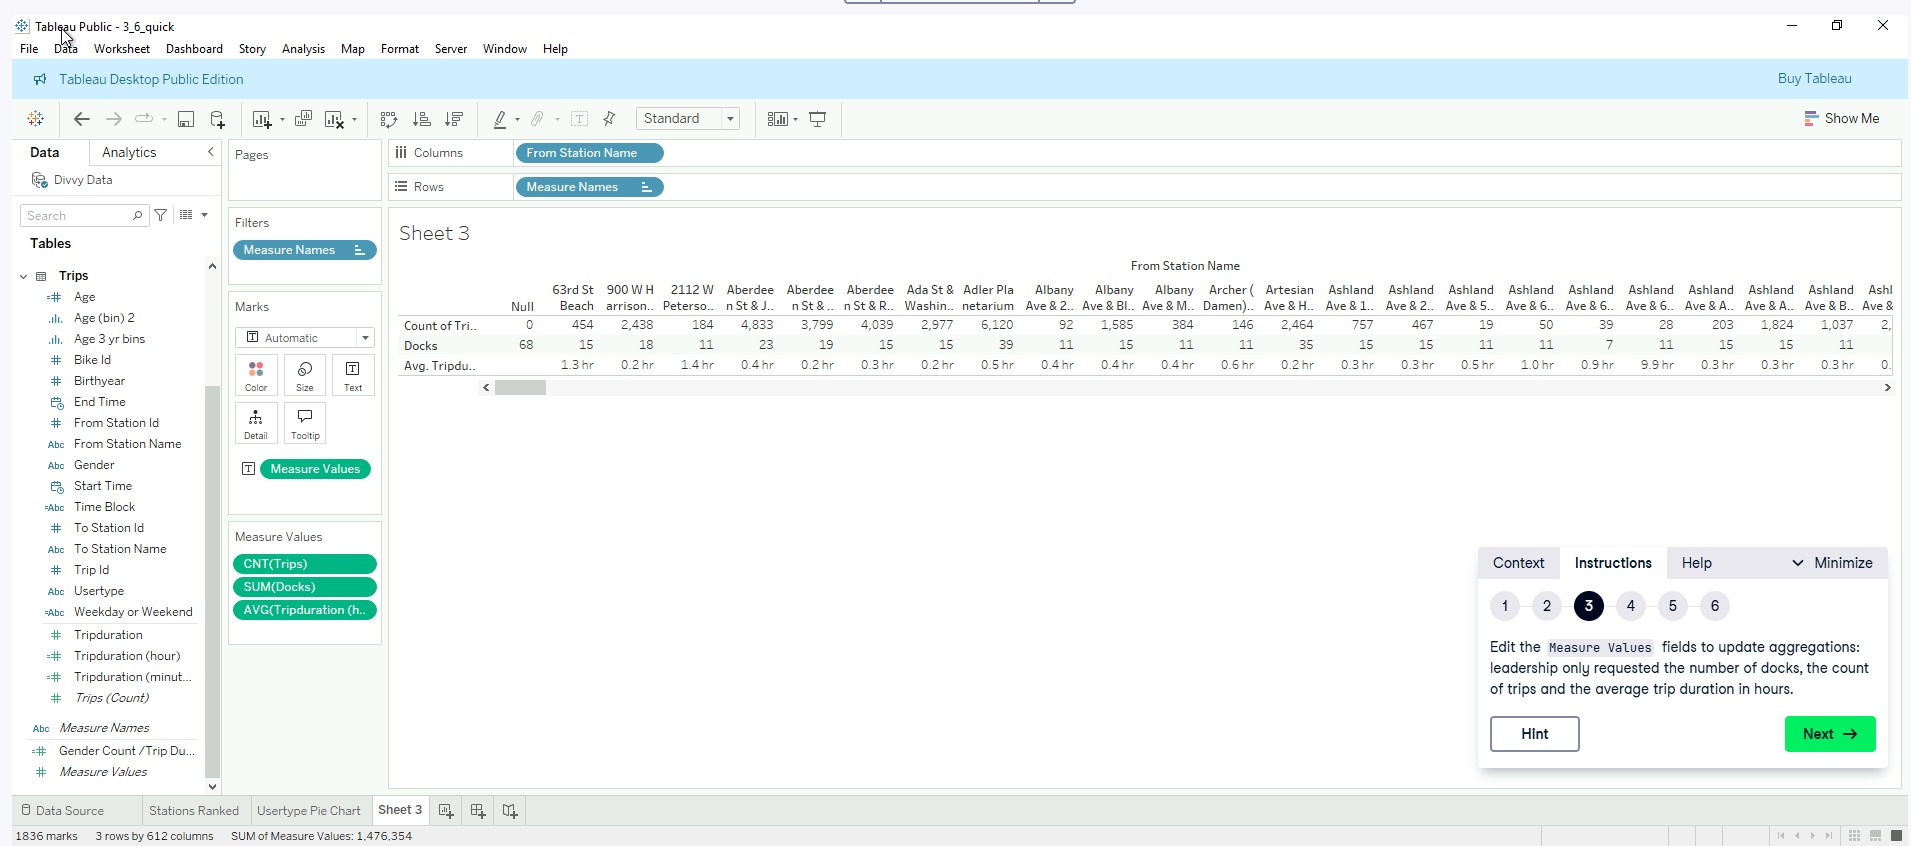 Tableau Public - 3_6_quick
File Data Worksheet Dashboard Story Analysis Map Format Server Window Help
Tableau Desktop Public Edition
Buy Tableau
Standard
Show Me
Data
Analytics
Divvy Data
Search
Tables
Trips
Age
Age (bin) 2
Age 3 yr bins
Bike Id
Birthyear
End Time
From Station Id
Abc From Station Name
Abc Gender
Start Time
=Abc Time Block
To Station Id
Abc To Station Name
Abc Trip Id
Abc Usertype
=Abc Weekday or Weekend
Tripduration
Tripduration (hour)
Tripduration (minut...
Trips (Count)
Abc Measure Names
Gender Count /Trip Du...
Measure Values
Pages
Filters
Measure Names
Marks
Automatic
Color Size Text
Detail Tooltip
Measure Values
Measure Values
CNT(Trips)
SUM(Docks)
AVG(Tripduration (h..
Columns From Station Name
Rows Measure Names
Sheet 3
From Station Name
63rd St 900 W H 2112 W Aberdee Aberdee Aberdee Ada St & Adler Pla Albany Albany Albany Archer ( Artesian Ashland Ashland Ashland Ashland Ashland Ashland Ashland Ashland Ashland Ashl
Null Beach arrison.. Peterso.. n St & J.. n St & .. n St & R.. Washin.. netarium Ave & 2.. Ave & Bl.. Ave & M.. Damen).. Ave & H.. Ave & 1.. Ave & 2.. Ave & 5.. Ave & 6.. Ave & 6.. Ave & 6.. Ave & A.. Ave & A.. Ave & B.. Ave &
Count of Tri.. 0 454 2,438 184 4,833 3,799 4,039 2,977 6,120 92 1,585 384 146 2,464 757 467 19 50 39 28 203 1,824 1,037 2,
Docks 68 15 18 11 23 19 15 15 39 11 15 11 11 35 15 15 11 11 7 11 15 15 11
Avg. Tripdu.. 1.3 hr 0.2 hr 1.4 hr 0.4 hr 0.2 hr 0.3 hr 0.2 hr 0.5 hr 0.4 hr 0.4 hr 0.4 hr 0.6 hr 0.2 hr 0.3 hr 0.3 hr 0.5 hr 1.0 hr 0.9 hr 9.9 hr 0.3 hr 0.3 hr 0.3 hr 0.
Context Instructions Help Minimize
1 2 3 4 5 6
Edit the Measure Values fields to update aggregations:
leadership only requested the number of docks, the count
of trips and the average trip duration in hours.
Hint
Next
Data Source Stations Ranked Usertype Pie Chart Sheet 3
1836 marks 3 rows by 612 columns SUM of Measure Values: 1,476,354